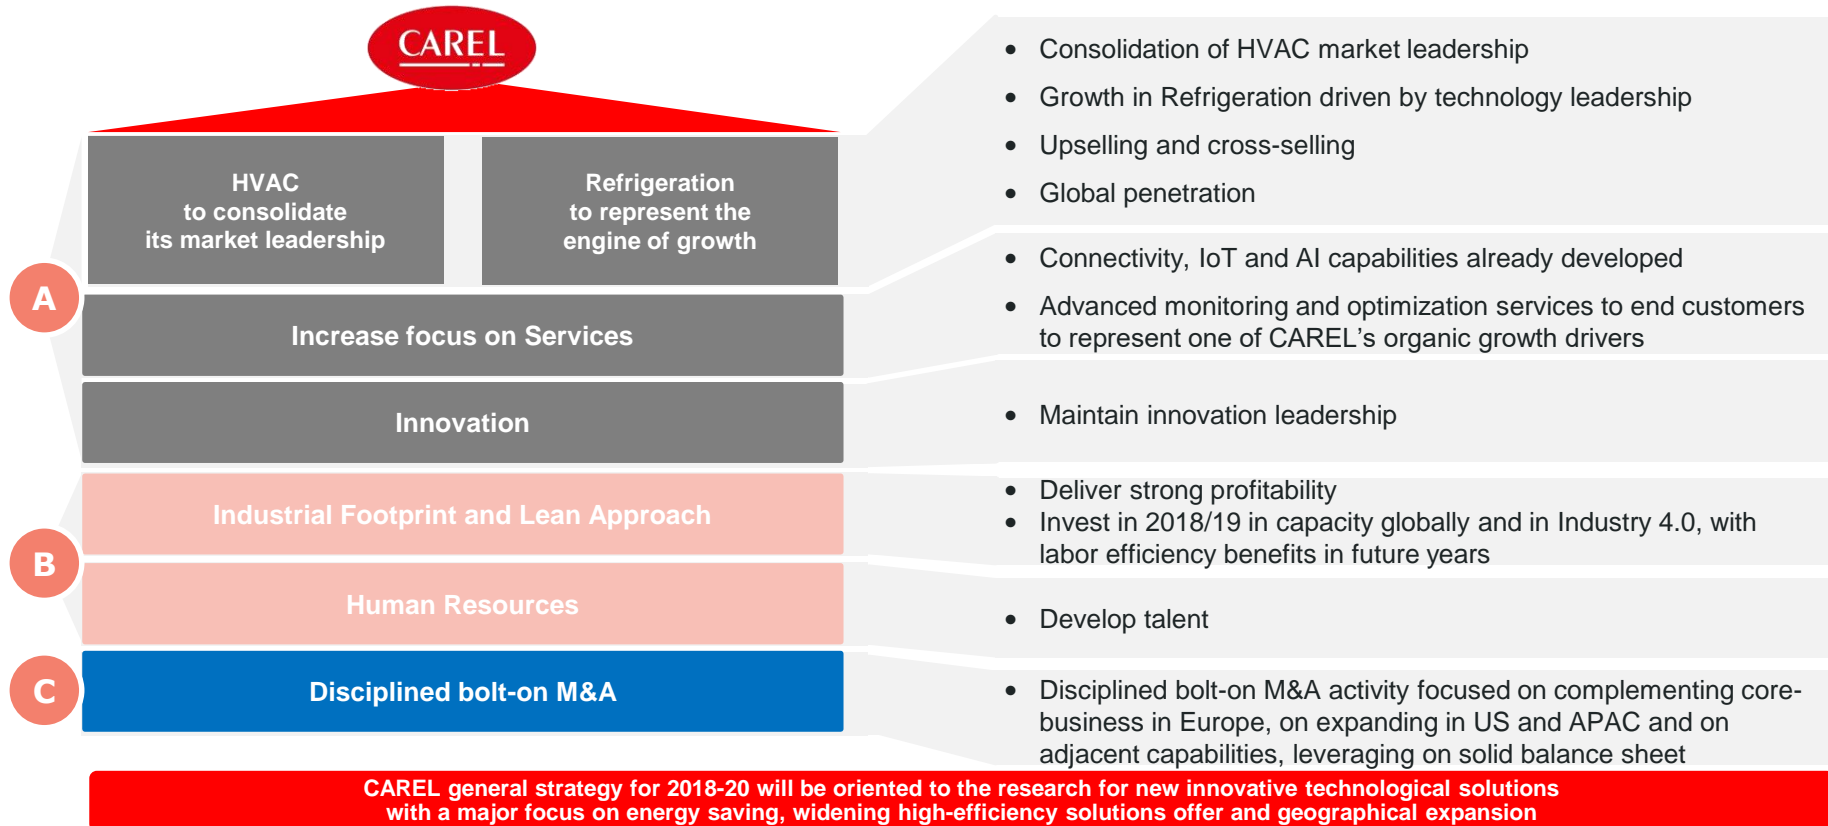 CAREL
HVAC
to consolidate
its market leadership
Refrigeration
to represent the
engine of growth
• Consolidation of HVAC market leadership
• Growth in Refrigeration driven by technology leadership
• Upselling and cross-selling
• Global penetration
A
Increase focus on Services
• Connectivity, IoT and AI capabilities already developed
• Advanced monitoring and optimization services to end customers
to represent one of CAREL’s organic growth drivers
Innovation
• Maintain innovation leadership
B
Industrial Footprint and Lean Approach
• Deliver strong profitability
• Invest in 2018/19 in capacity globally and in Industry 4.0, with
labor efficiency benefits in future years
Human Resources
• Develop talent
C
Disciplined bolt-on M&A
• Disciplined bolt-on M&A activity focused on complementing core-
business in Europe, on expanding in US and APAC and on
adjacent capabilities, leveraging on solid balance sheet
CAREL general strategy for 2018-20 will be oriented to the research for new innovative technological solutions
with a major focus on energy saving, widening high-efficiency solutions offer and geographical expansion